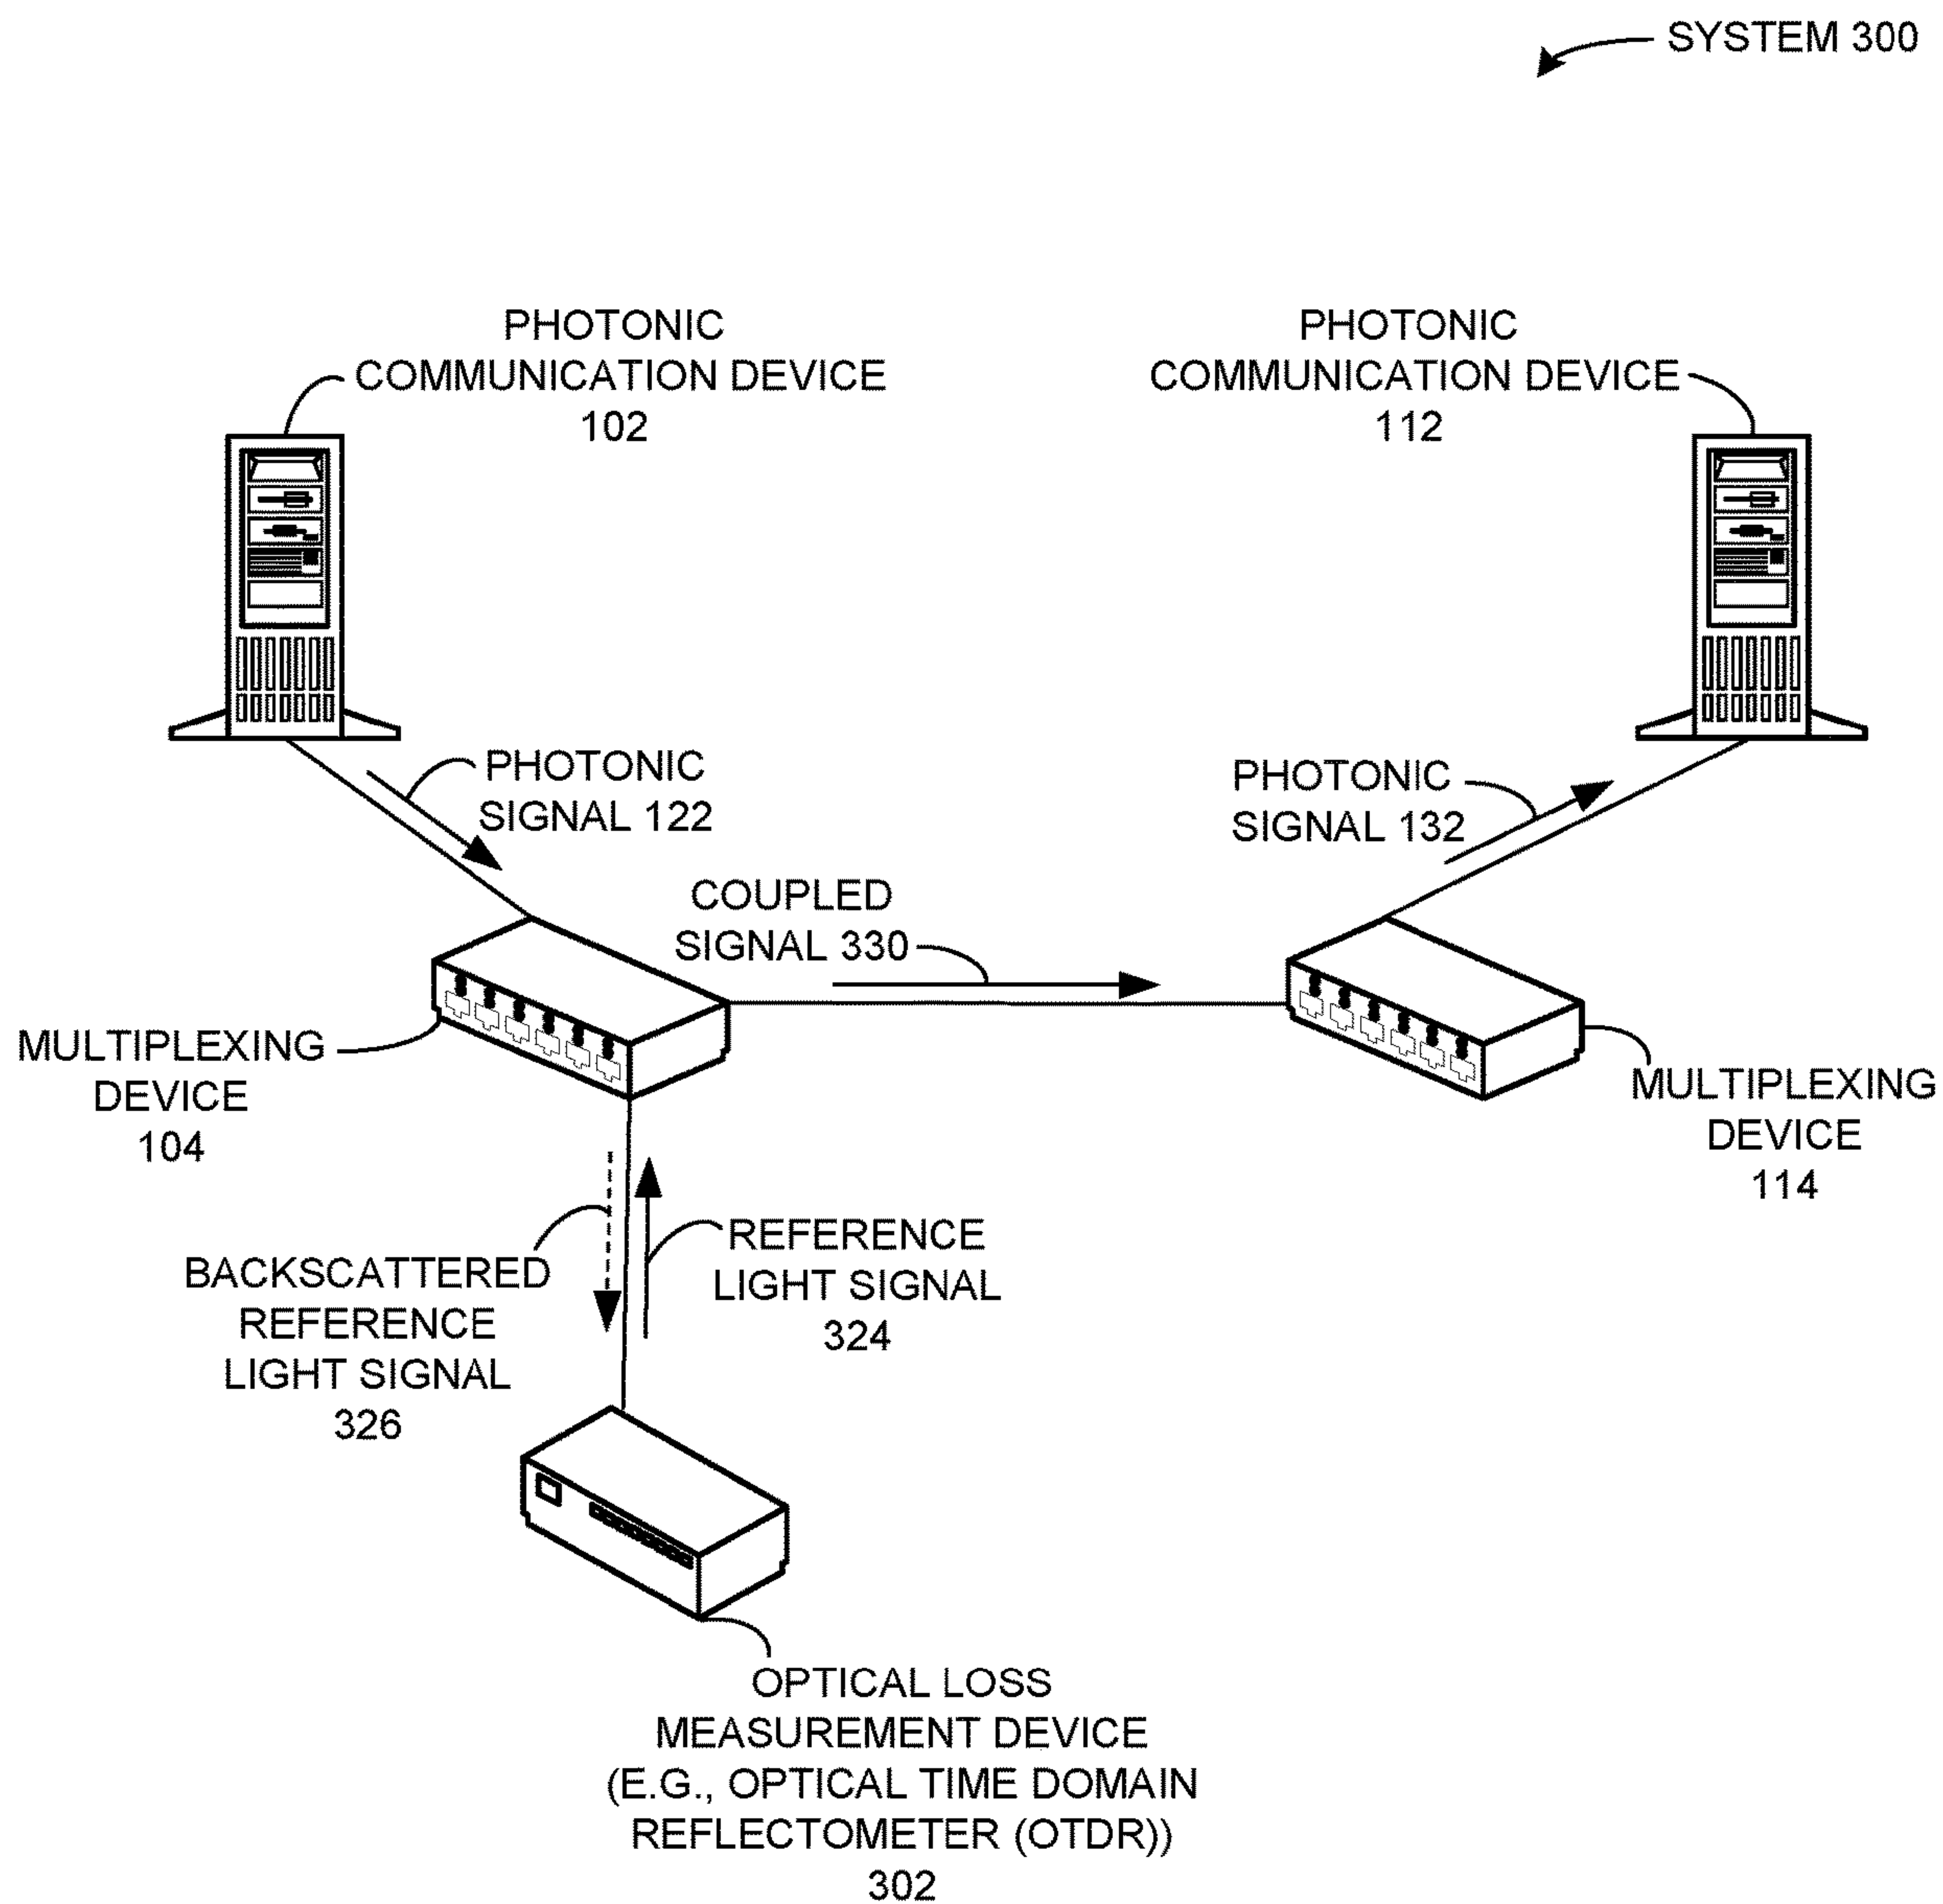 SYSTEM 300
PHOTONIC
COMMUNICATION DEVICE
102
PHOTONIC
COMMUNICATION DEVICE
112
PHOTONIC
SIGNAL 122
PHOTONIC
SIGNAL 132
COUPLED
SIGNAL 330
MULTIPLEXING
DEVICE
104
MULTIPLEXING
DEVICE
114
BACKSCATTERED
REFERENCE
LIGHT SIGNAL
326
REFERENCE
LIGHT SIGNAL
324
OPTICAL LOSS
MEASUREMENT DEVICE
(E.G., OPTICAL TIME DOMAIN
REFLECTOMETER (OTDR))
302